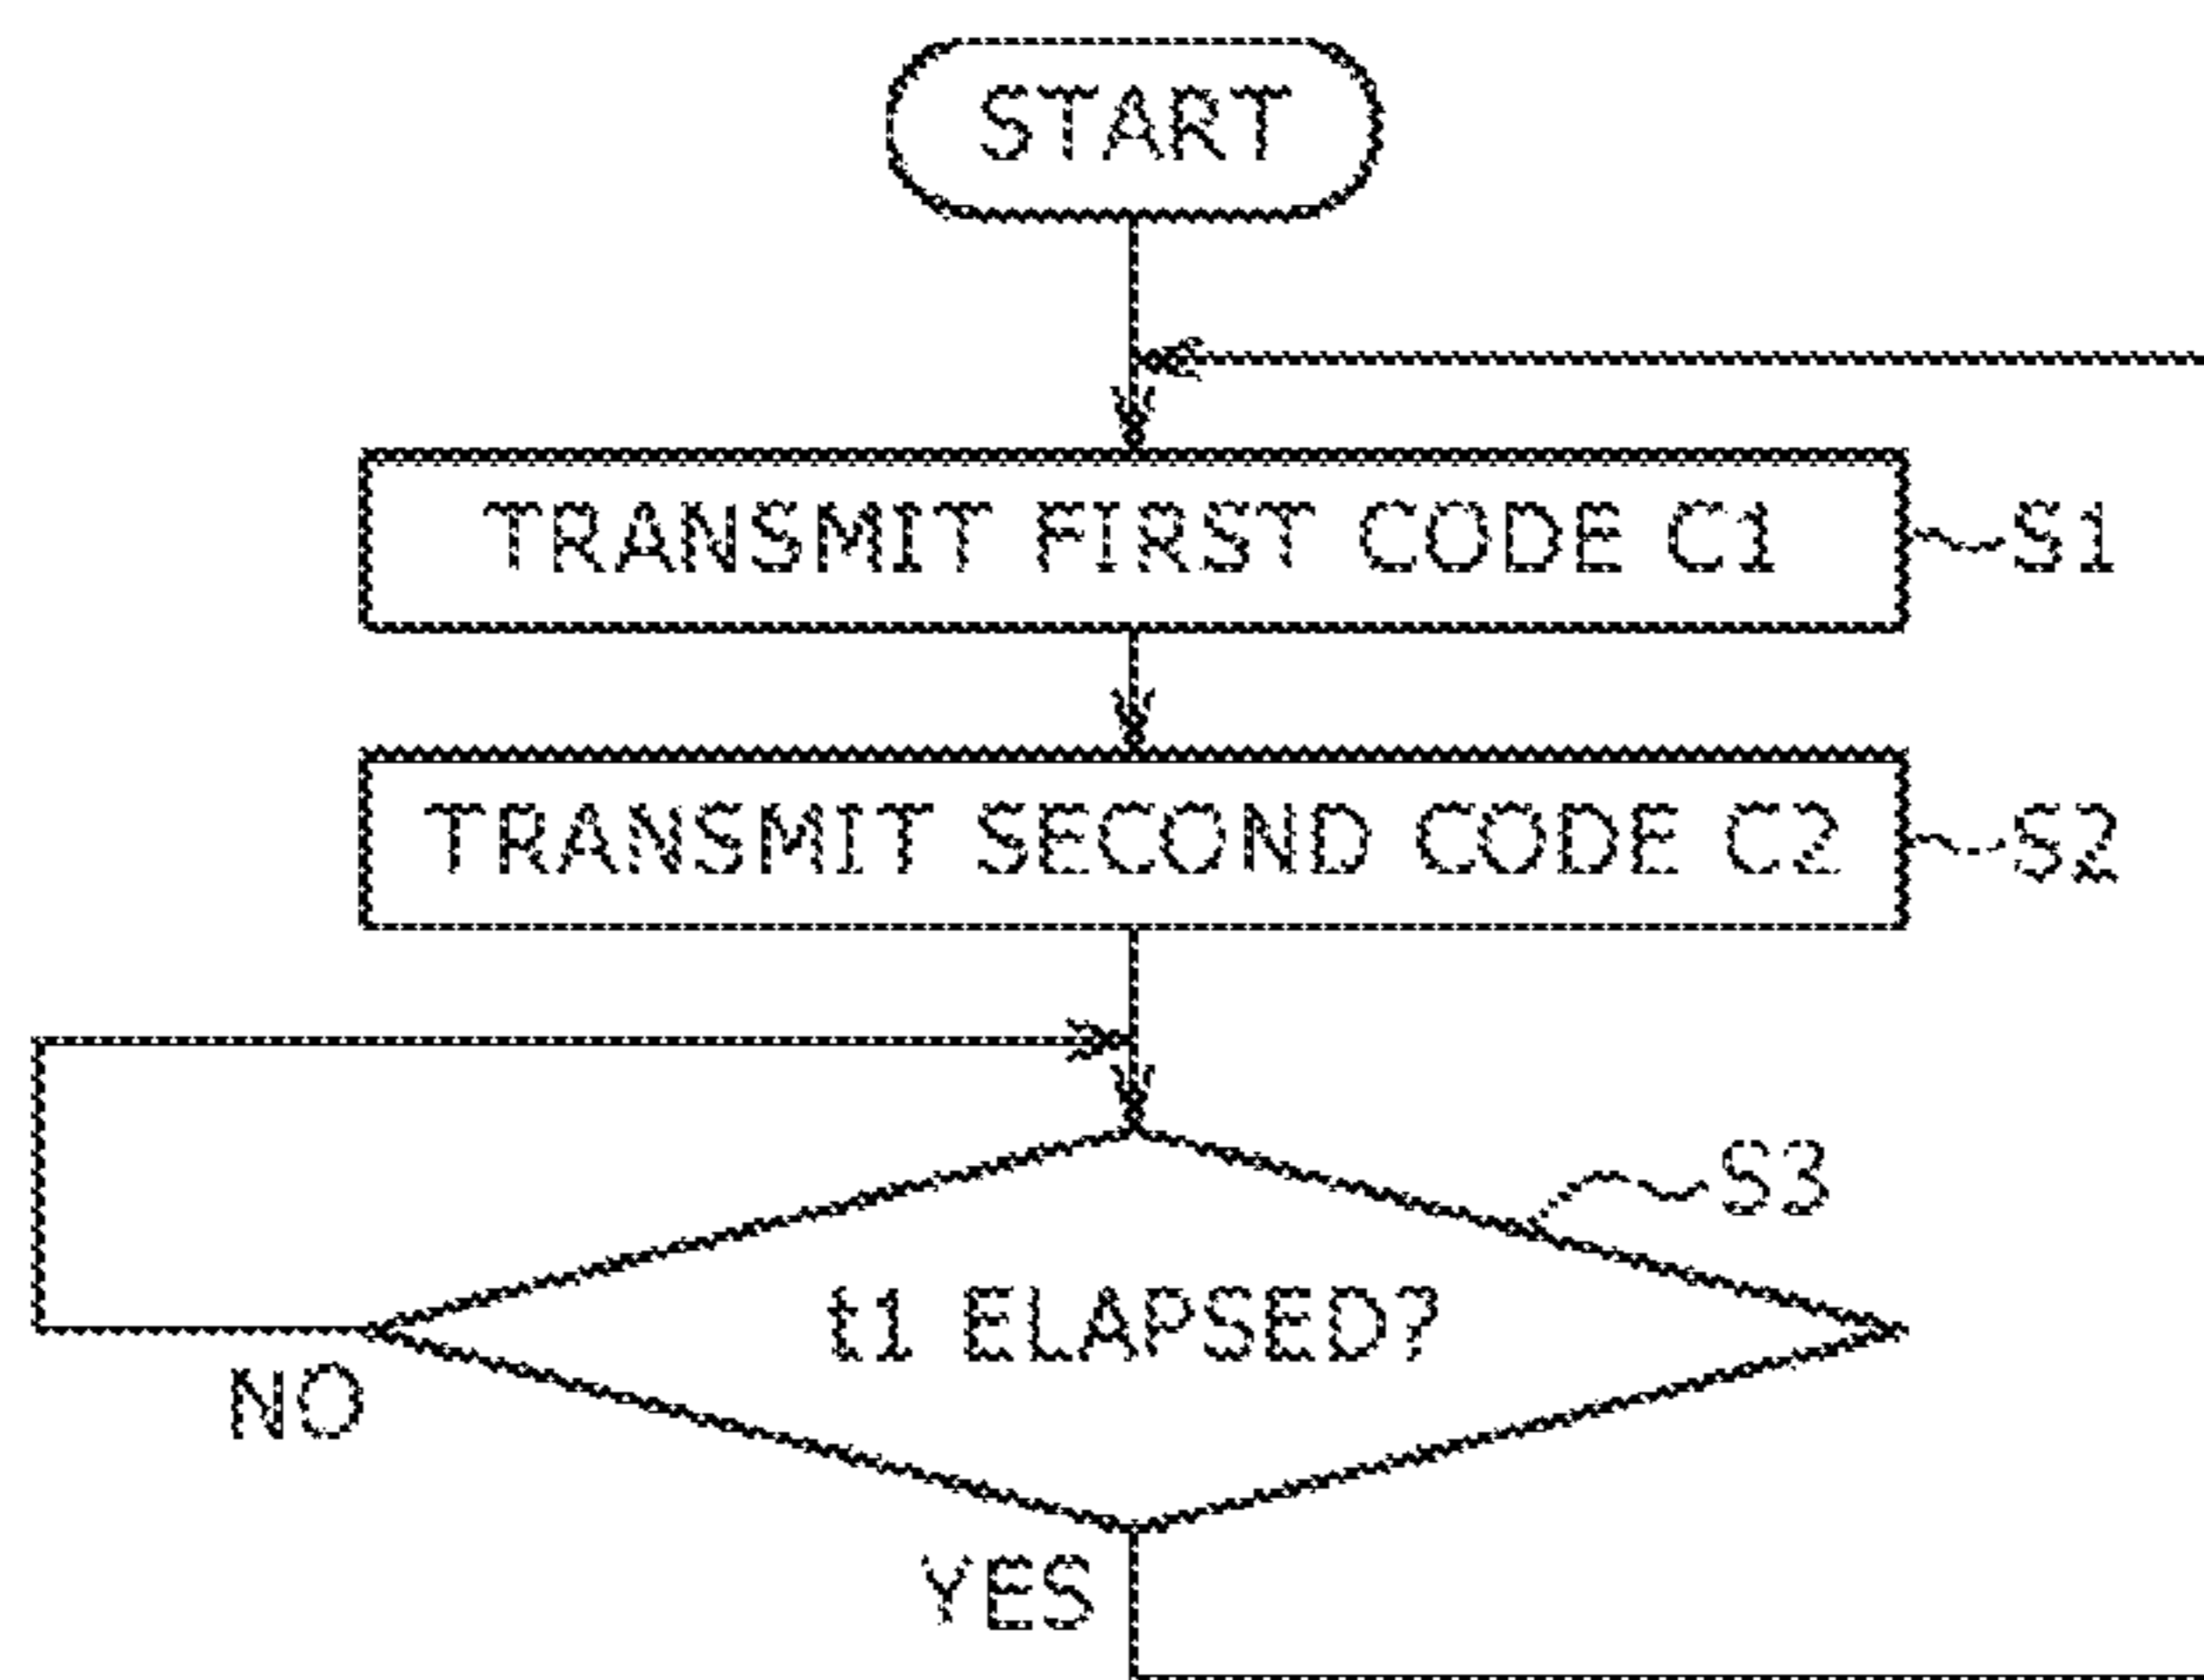 START
TRANSMIT FIRST CODE C1
S1
TRANSMIT SECOND CODE C2
S2
S3
t1 ELAPSED?
NO
YES